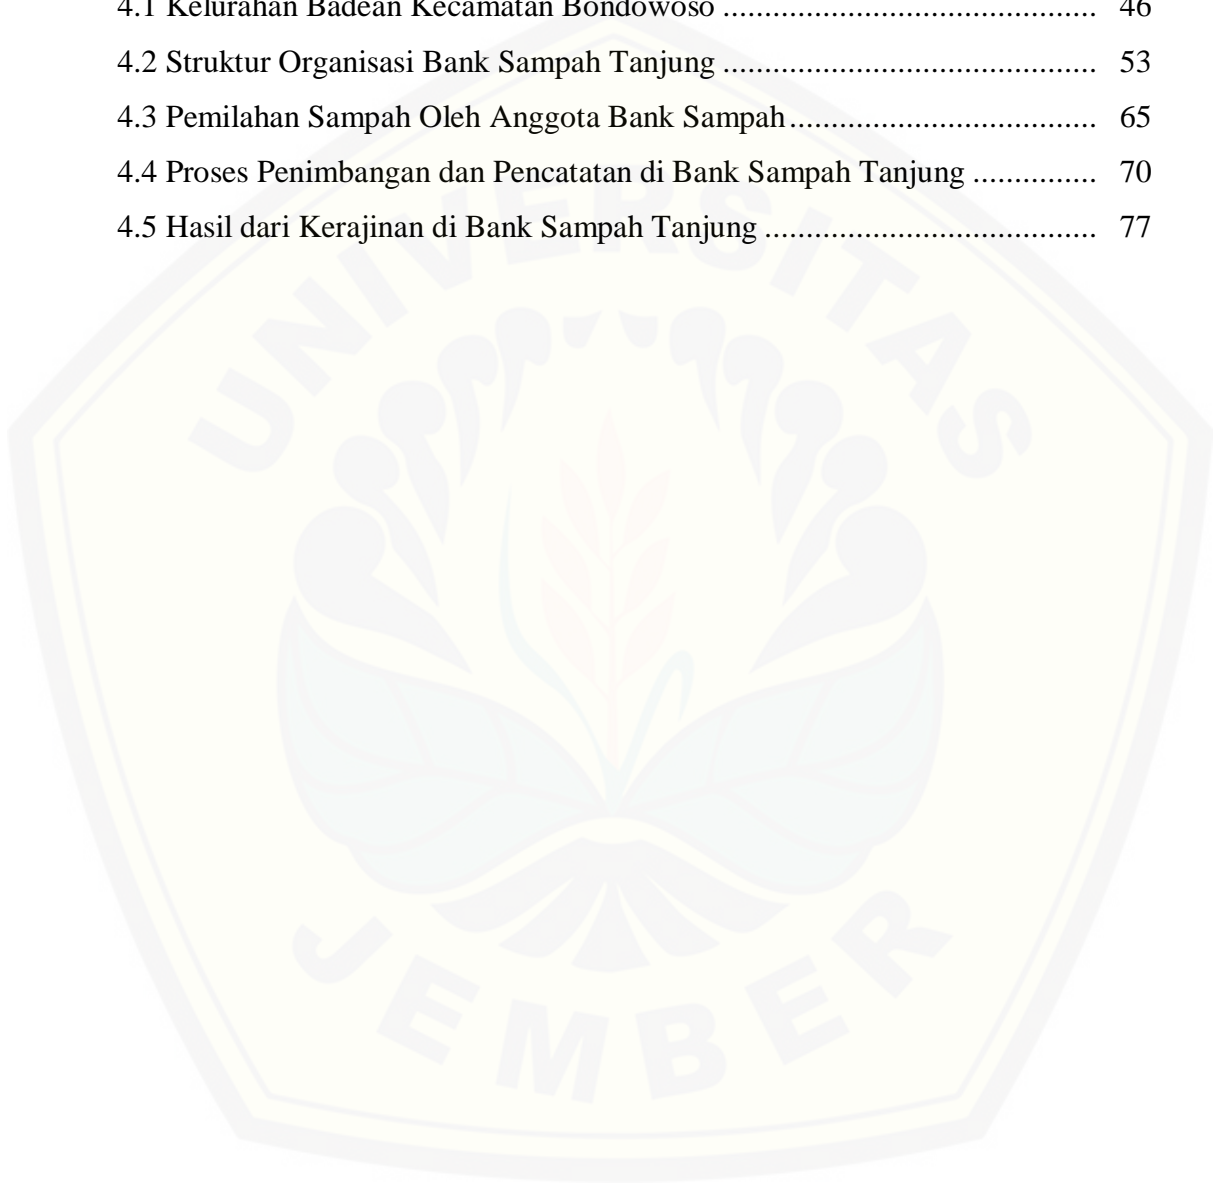 4.1 Kelurahan Badean Kecamatan Bondowoso ............................................. 46
4.2 Struktur Organisasi Bank Sampah Tanjung ............................................. 53
4.3 Pemilahan Sampah Oleh Anggota Bank Sampah ..................................... 65
4.4 Proses Penimbangan dan Pencatatan di Bank Sampah Tanjung ............... 70
4.5 Hasil dari Kerajinan di Bank Sampah Tanjung ........................................ 77
UNIVERSITAS
JEMBER